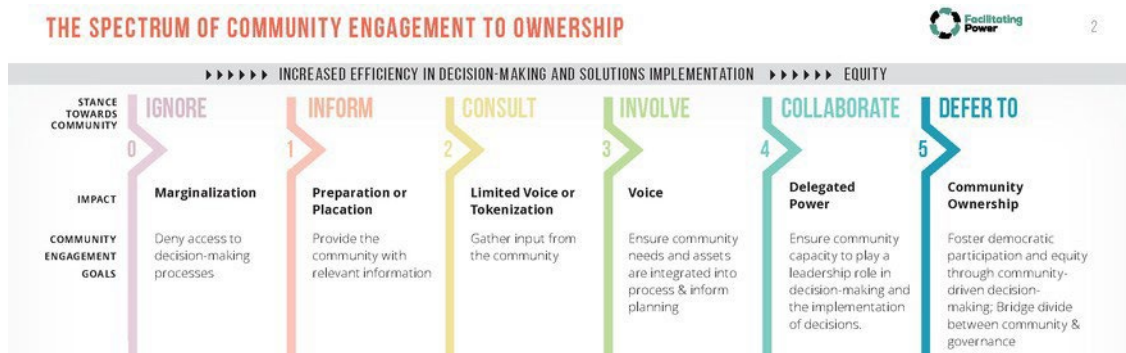 THE SPECTRUM OF COMMUNITY ENGAGEMENT TO OWNERSHIP
Facilitating
Power
2
INCREASED EFFICIENCY IN DECISION-MAKING AND SOLUTIONS IMPLEMENTATION
EQUITY
STANCE
TOWARDS
COMMUNITY
IGNORE
0
INFORM
1
CONSULT
2
INVOLVE
3
COLLABORATE
4
DEFER TO
5
IMPACT
Marginalization
Preparation or
Placation
Limited Voice or
Tokenization
Voice
Delegated
Power
Community
Ownership
COMMUNITY
ENGAGEMENT
GOALS
Deny access to
decision-making
processes
Provide the
community with
relevant information
Gather input from
the community
Ensure community
needs and assets
are integrated into
process & inform
planning
Ensure community
capacity to play a
leadership role in
decision-making and
the implementation
of decisions.
Foster democratic
participation and equity
through community-
driven decision-
making; Bridge divide
between community &
governance